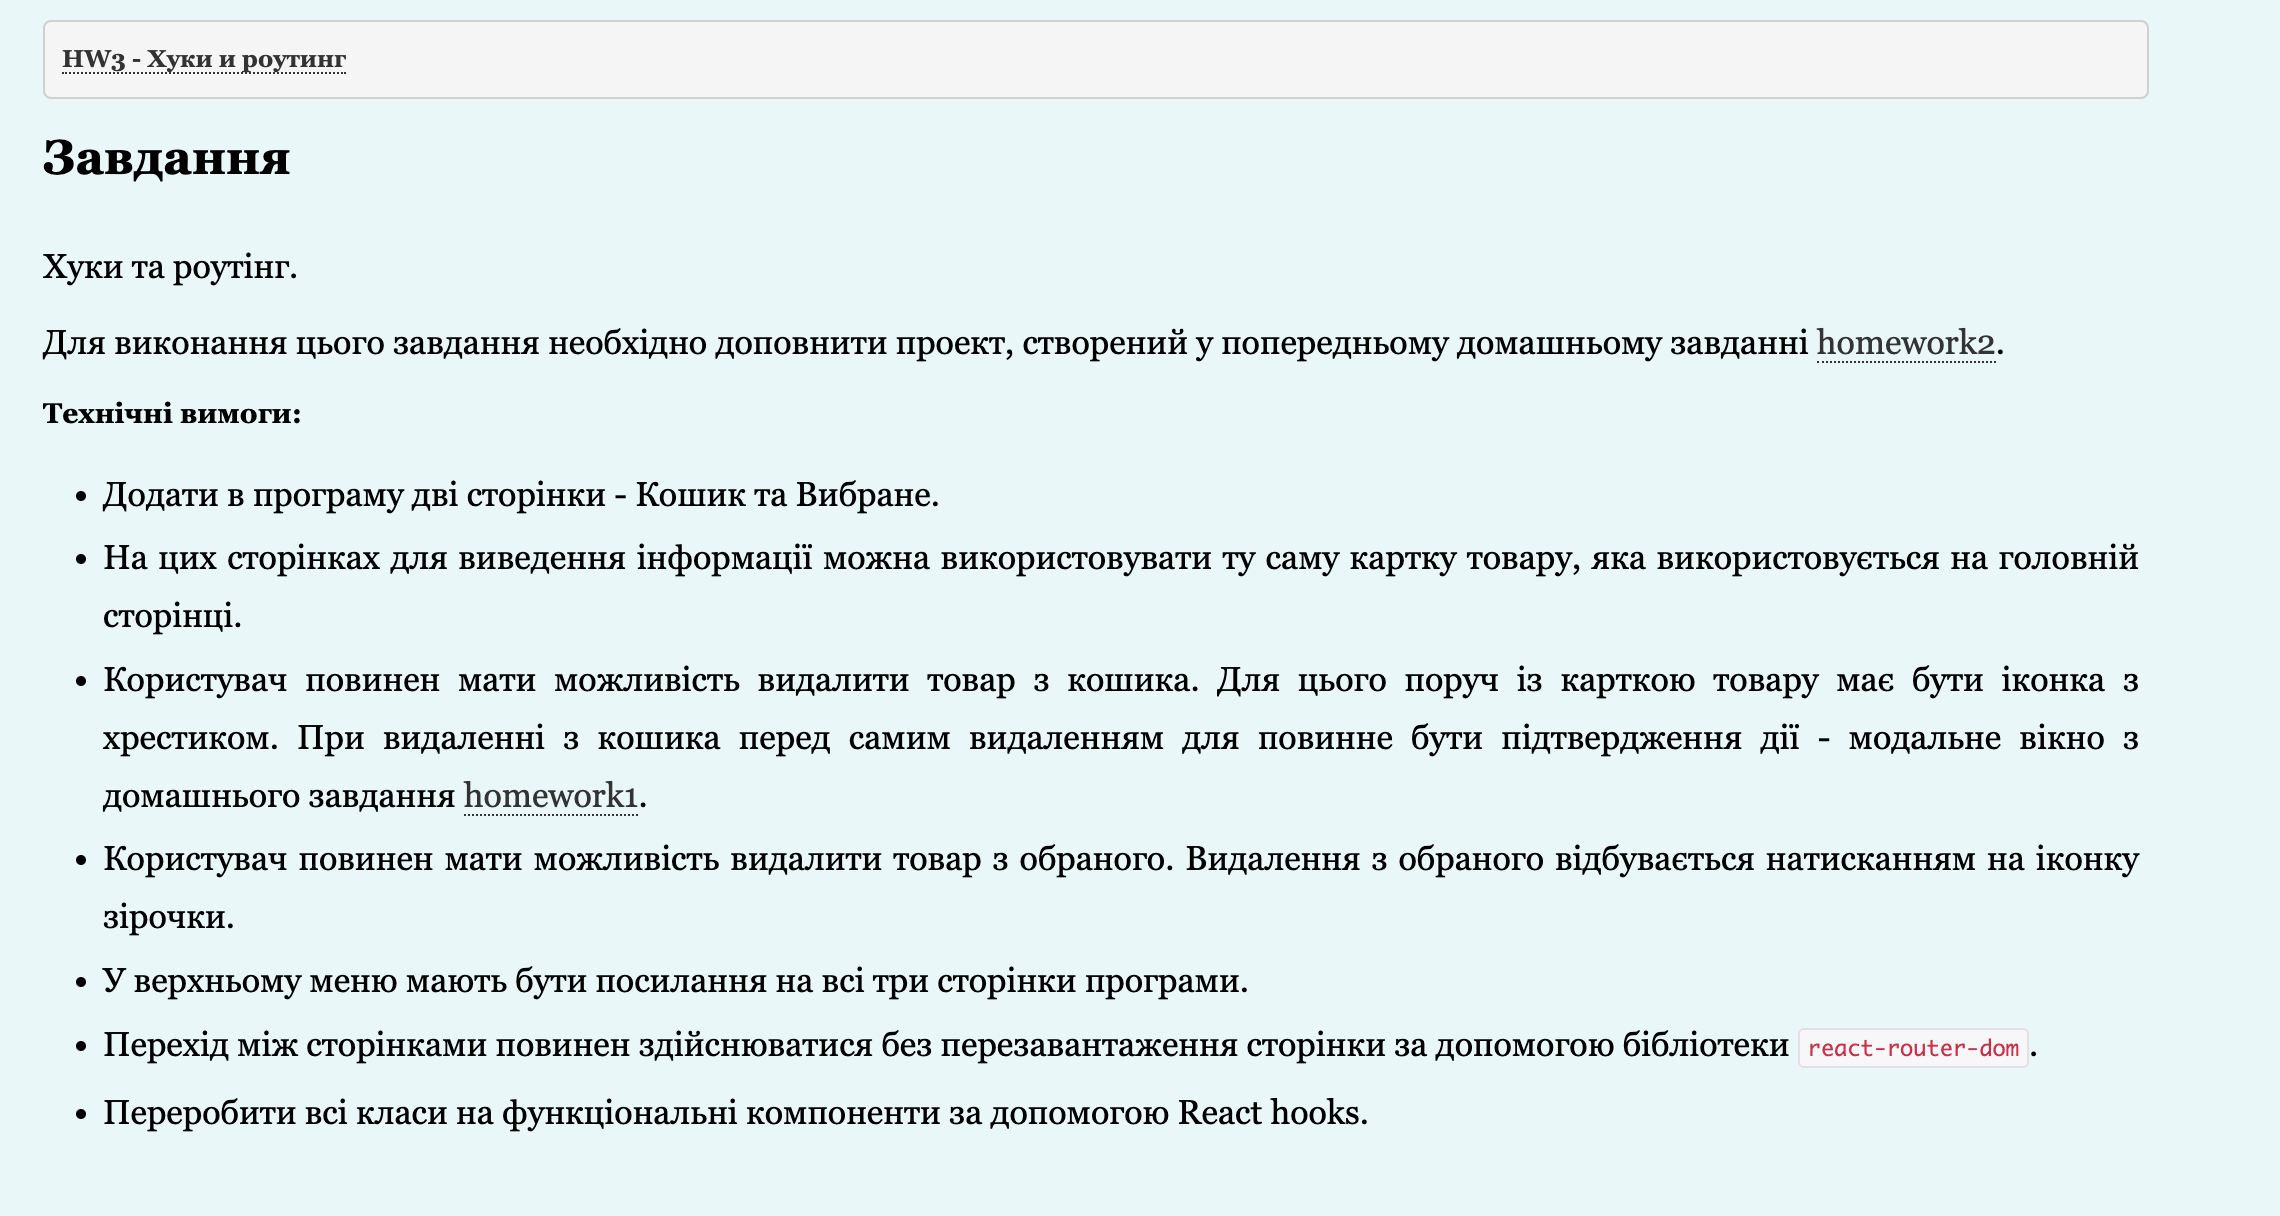 HW3 - Хуки и роутинг
Завдання
Хуки та роутінг.
Для виконання цього завдання необхідно доповнити проект, створений у попередньому домашньому завданні homework2.
Технічні вимоги:
• Додати в програму дві сторінки - Кошик та Вибране.
• На цих сторінках для виведення інформації можна використовувати ту саму картку товару, яка використовується на головній
сторінці.
• Користувач повинен мати можливість видалити товар з кошика. Для цього поруч із карткою товару має бути іконка з
хрестиком. При видаленні з кошика перед самим видаленням для повинне бути підтвердження дії - модальне вікно з
домашнього завдання homework1.
• Користувач повинен мати можливість видалити товар з обраного. Видалення з обраного відбувається натисканням на іконку
зірочки.
• У верхньому меню мають бути посилання на всі три сторінки програми.
• Перехід між сторінками повинен здійснюватися без перезавантаження сторінки за допомогою бібліотеки react-router-dom.
• Переробити всі класи на функціональні компоненти за допомогою React hooks.